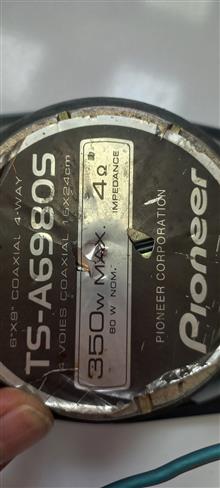 6"X9" COAXIAL 4-WAY
TS-A6980S
4 VOIES COAXIAL 16X24cm
350W MAX.
80 W NOM.
4Ω
IMPEDANCE
PIONEER CORPORATION
Pioneer